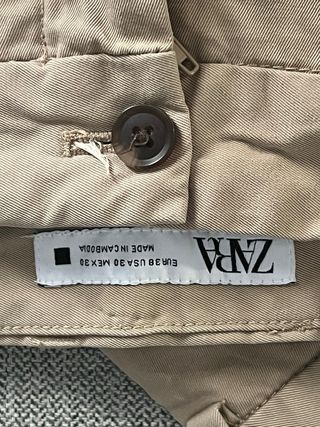 ZARA
EUR 38 USA 30 MEX 30
MADE IN CAMBODIA